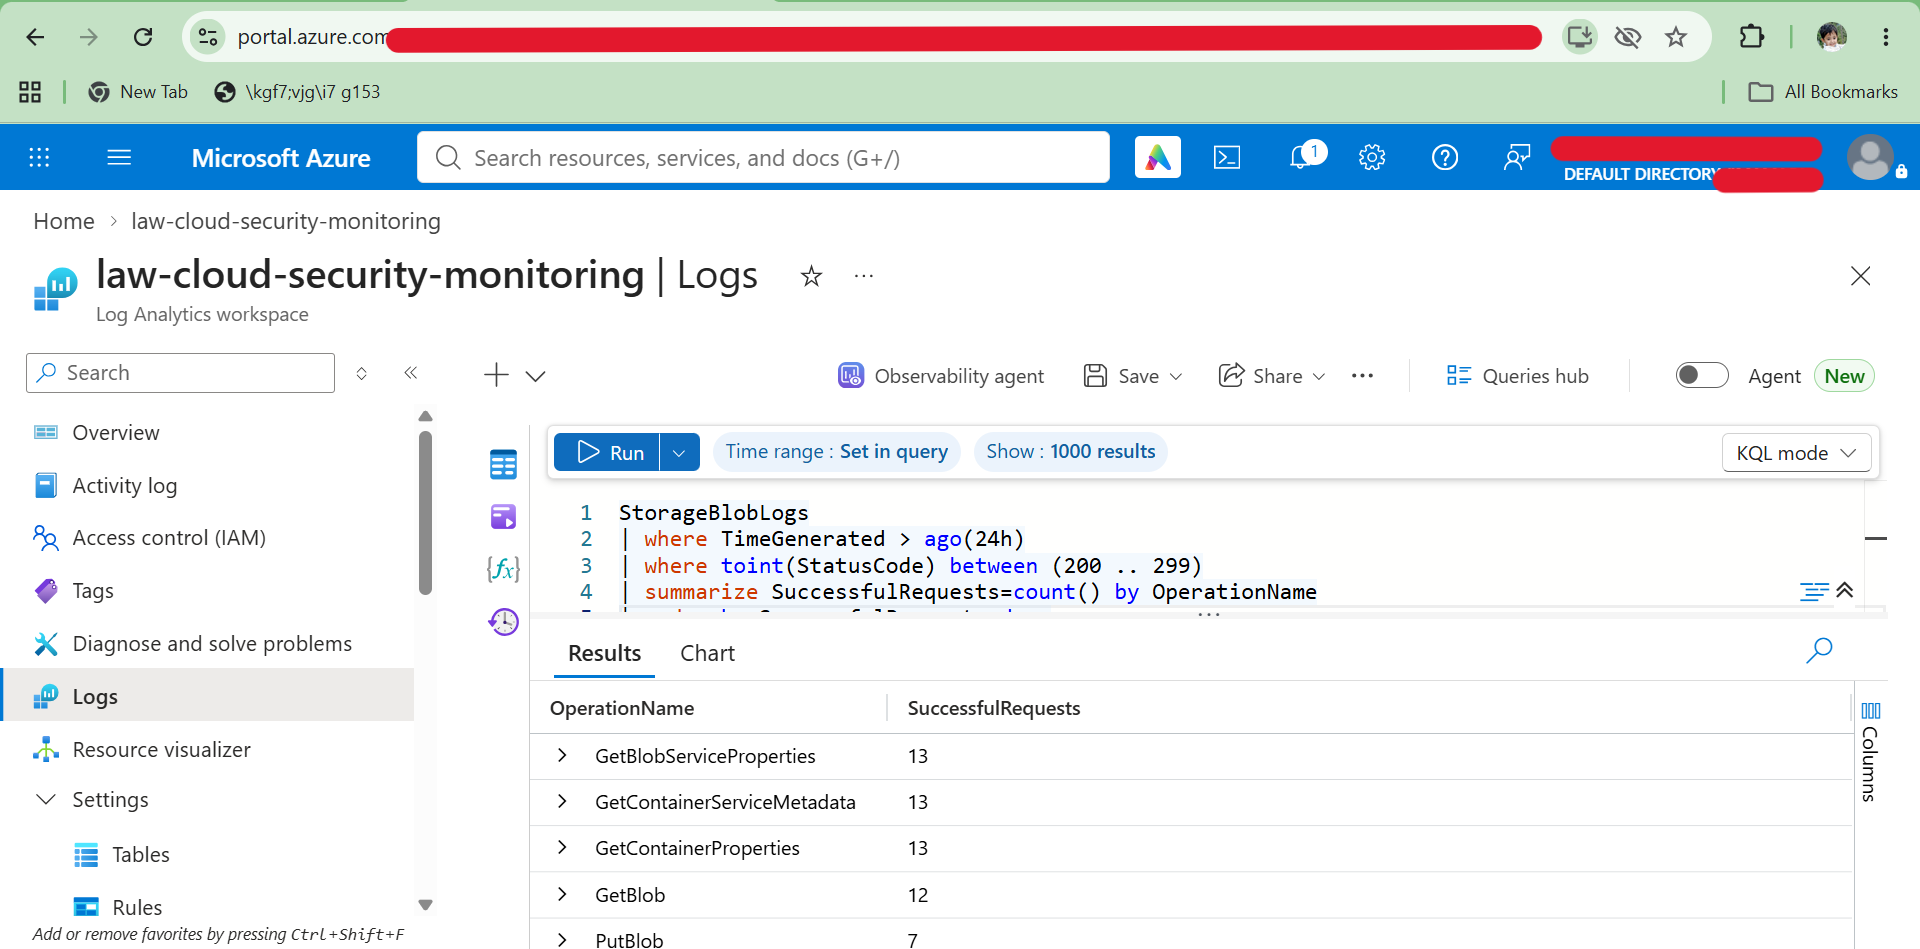 portal.azure.com
New Tab
\kgf7;vjg\i7 g153
All Bookmarks
Microsoft Azure
Search resources, services, and docs (G+/)
1
DEFAULT DIRECTORY
Home > law-cloud-security-monitoring
law-cloud-security-monitoring | Logs
Log Analytics workspace
Search
Overview
Activity log
Access control (IAM)
Tags
Diagnose and solve problems
Logs
Resource visualizer
Settings
Tables
Rules
Add or remove favorites by pressing Ctrl+Shift+F
Observability agent
Save
Share
Queries hub
Agent
New
Run
Time range : Set in query
Show : 1000 results
KQL mode
1 StorageBlobLogs
2 | where TimeGenerated > ago(24h)
3 | where toint(StatusCode) between (200 .. 299)
4 | summarize SuccessfulRequests=count() by OperationName
Results
Chart
OperationName SuccessfulRequests
GetBlobServiceProperties 13
GetContainerServiceMetadata 13
GetContainerProperties 13
GetBlob 12
PutBlob 7
Columns